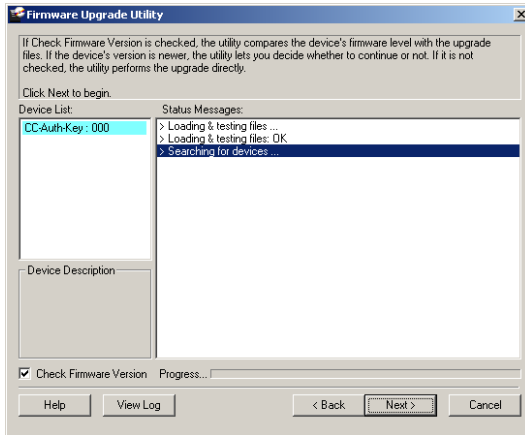 Firmware Upgrade Utility
If Check Firmware Version is checked, the utility compares the device's firmware level with the upgrade
files. If the device's version is newer, the utility lets you decide whether to continue or not. If it is not
checked, the utility performs the upgrade directly.
Click Next to begin.
Device List:
Status Messages:
CC-Auth-Key : 000
> Loading & testing files ...
> Loading & testing files: OK
> Searching for devices ...
Device Description
Check Firmware Version
Progress...
Help
View Log
< Back
Next >
Cancel